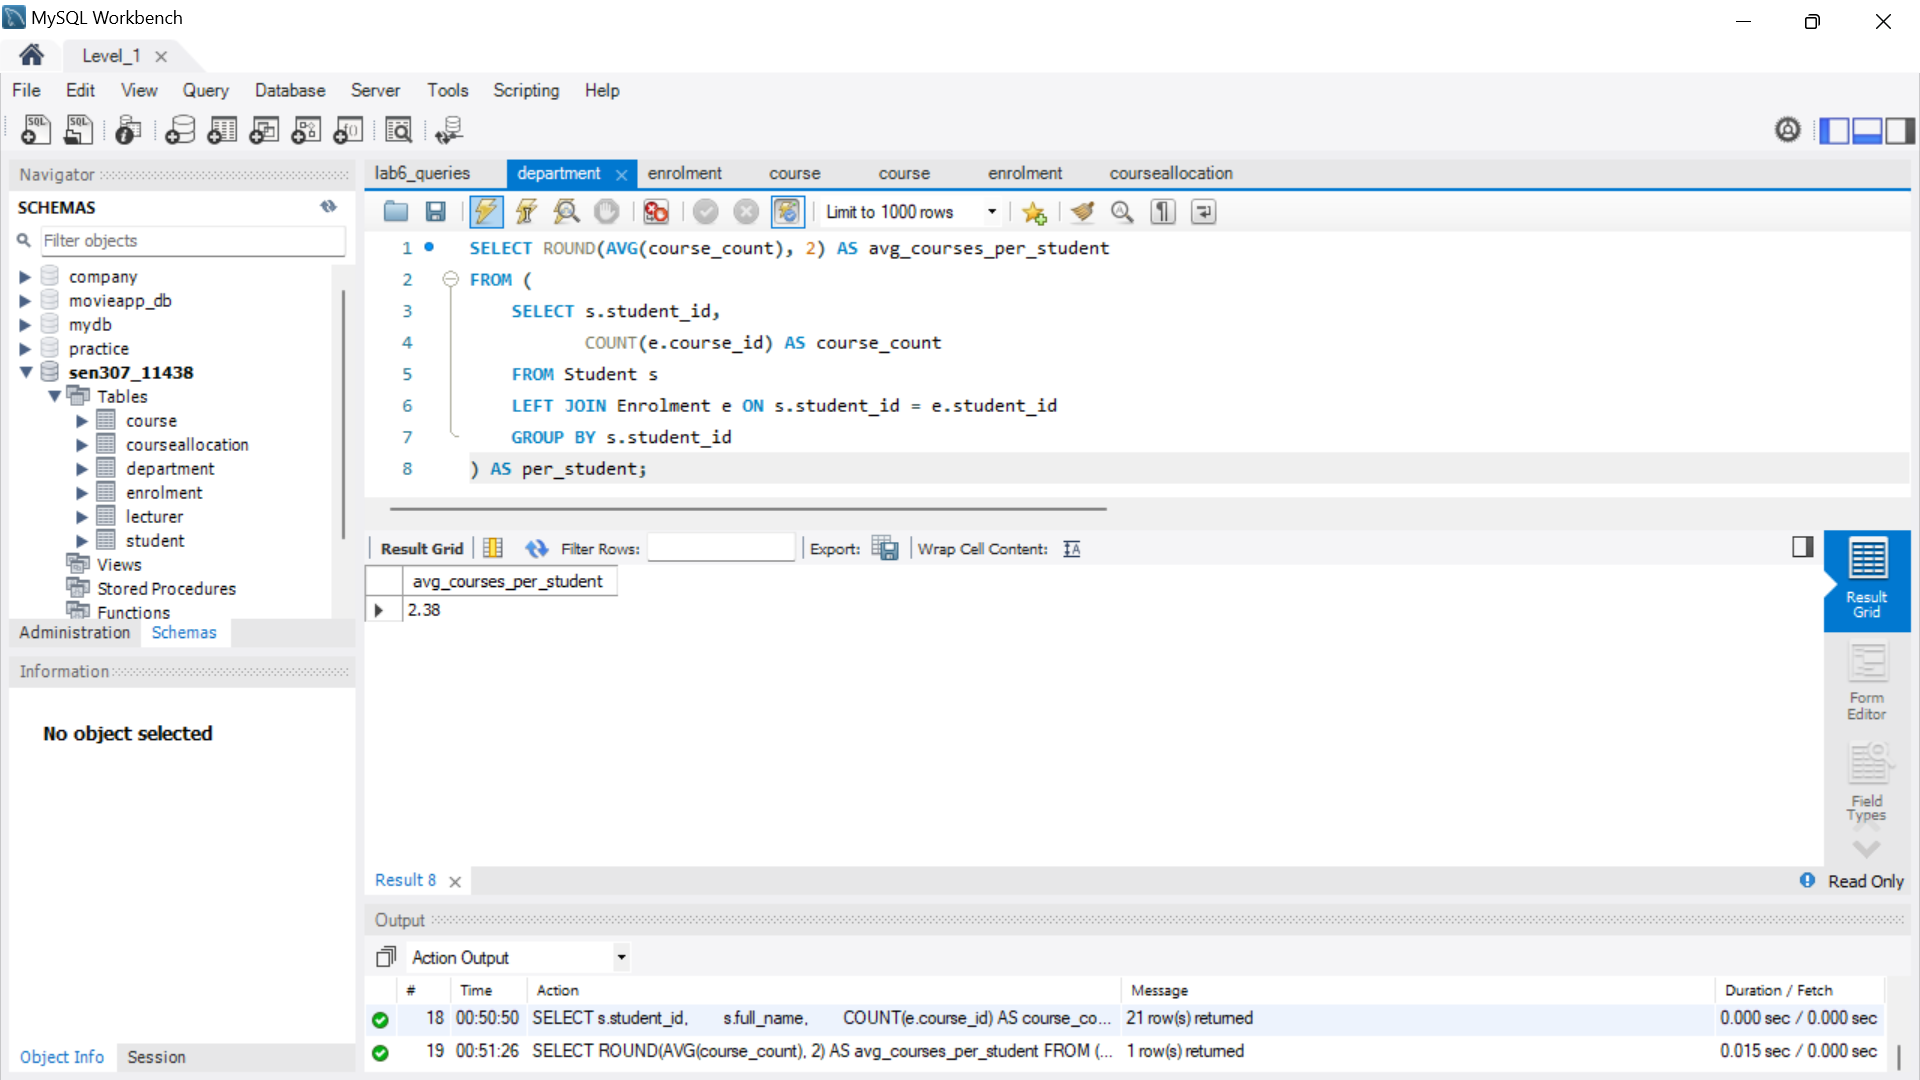 MySQL Workbench
Level_1
File Edit View Query Database Server Tools Scripting Help
Navigator
SCHEMAS
Filter objects
company
movieapp_db
mydb
practice
sen307_11438
Tables
course
courseallocation
department
enrolment
lecturer
student
Views
Stored Procedures
Functions
Administration Schemas
Information
No object selected
Object Info Session
lab6_queries department enrolment course course enrolment courseallocation
Limit to 1000 rows
1 SELECT ROUND(AVG(course_count), 2) AS avg_courses_per_student
2 FROM (
3 SELECT s.student_id,
4 COUNT(e.course_id) AS course_count
5 FROM Student s
6 LEFT JOIN Enrolment e ON s.student_id = e.student_id
7 GROUP BY s.student_id
8 ) AS per_student;
Result Grid Filter Rows: Export: Wrap Cell Content:
avg_courses_per_student
2.38
Result Grid
Form Editor
Field Types
Result 8
Read Only
Output
Action Output
# Time Action Message Duration / Fetch
18 00:50:50 SELECT s.student_id, s.full_name, COUNT(e.course_id) AS course_co... 21 row(s) returned 0.000 sec / 0.000 sec
19 00:51:26 SELECT ROUND(AVG(course_count), 2) AS avg_courses_per_student FROM (... 1 row(s) returned 0.015 sec / 0.000 sec